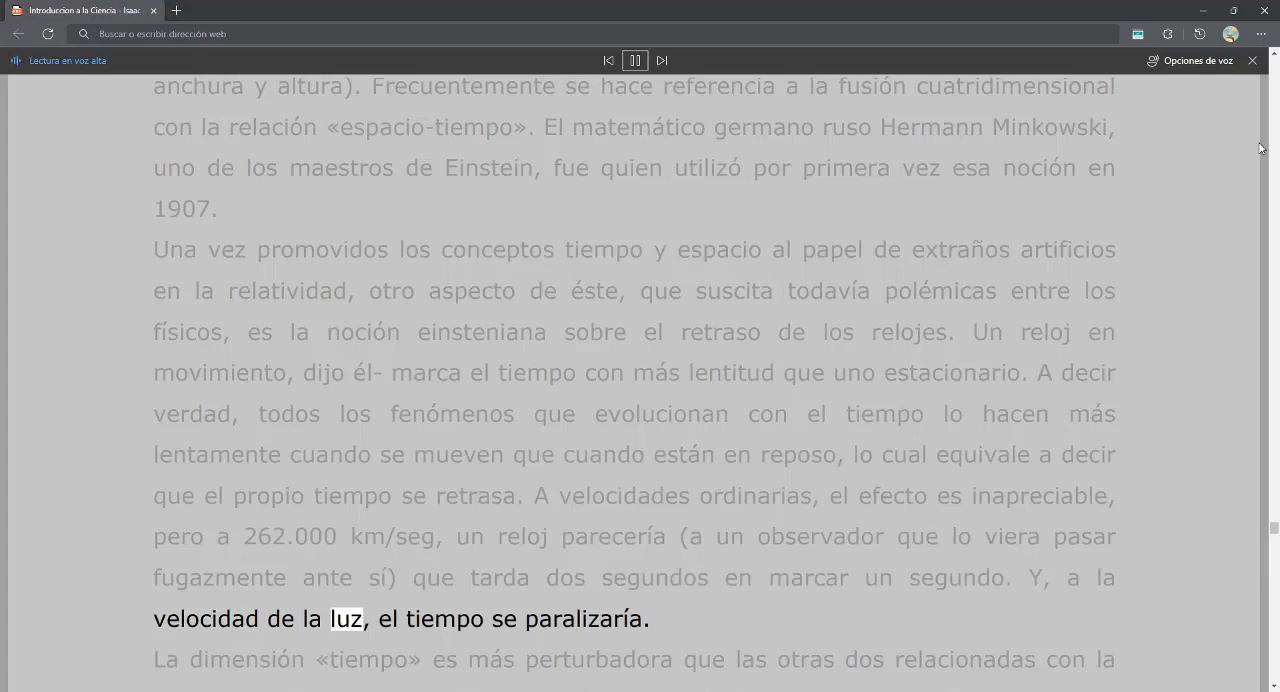 Introduccion a la Ciencia - Isaac
Buscar o escribir dirección web
Lectura en voz alta
Opciones de voz
anchura y altura). Frecuentemente se hace referencia a la fusión cuatridimensional
con la relación «espacio-tiempo». El matemático germano ruso Hermann Minkowski,
uno de los maestros de Einstein, fue quien utilizó por primera vez esa noción en
1907.
Una vez promovidos los conceptos tiempo y espacio al papel de extraños artificios
en la relatividad, otro aspecto de éste, que suscita todavía polémicas entre los
físicos, es la noción einsteniana sobre el retraso de los relojes. Un reloj en
movimiento, dijo él- marca el tiempo con más lentitud que uno estacionario. A decir
verdad, todos los fenómenos que evolucionan con el tiempo lo hacen más
lentamente cuando se mueven que cuando están en reposo, lo cual equivale a decir
que el propio tiempo se retrasa. A velocidades ordinarias, el efecto es inapreciable,
pero a 262.000 km/seg, un reloj parecería (a un observador que lo viera pasar
fugazmente ante sí) que tarda dos segundos en marcar un segundo. Y, a la
velocidad de la luz, el tiempo se paralizaría.
La dimensión «tiempo» es más perturbadora que las otras dos relacionadas con la